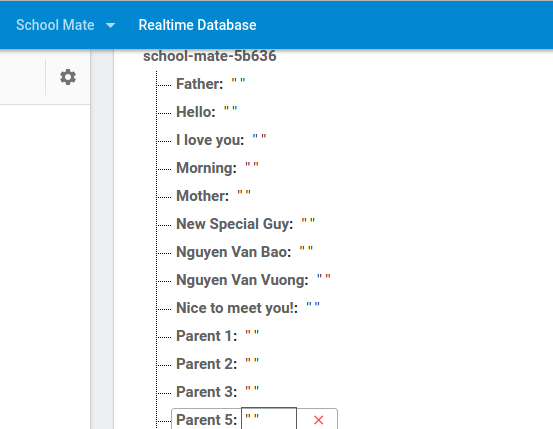 School Mate Realtime Database
school-mate-5b636
Father: " "
Hello: " "
I love you: " "
Morning: " "
Mother: " "
New Special Guy: " "
Nguyen Van Bao: " "
Nguyen Van Vuong: " "
Nice to meet you!: " "
Parent 1: " "
Parent 2: " "
Parent 3: " "
Parent 5: " "